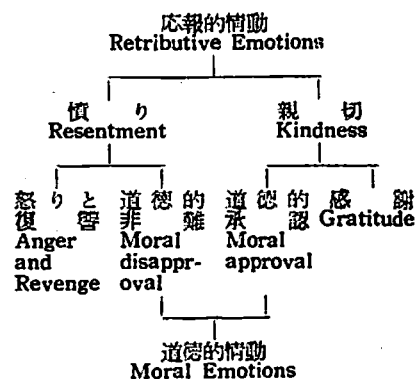 応報的情動
Retributive Emotions
憤り 親切
Resentment Kindness
怒りと 道徳的 道徳的 感謝
復讐 非難 承認 Gratitude
Anger Moral Moral
and disappr- approval
Revenge oval
道徳的情動
Moral Emotions